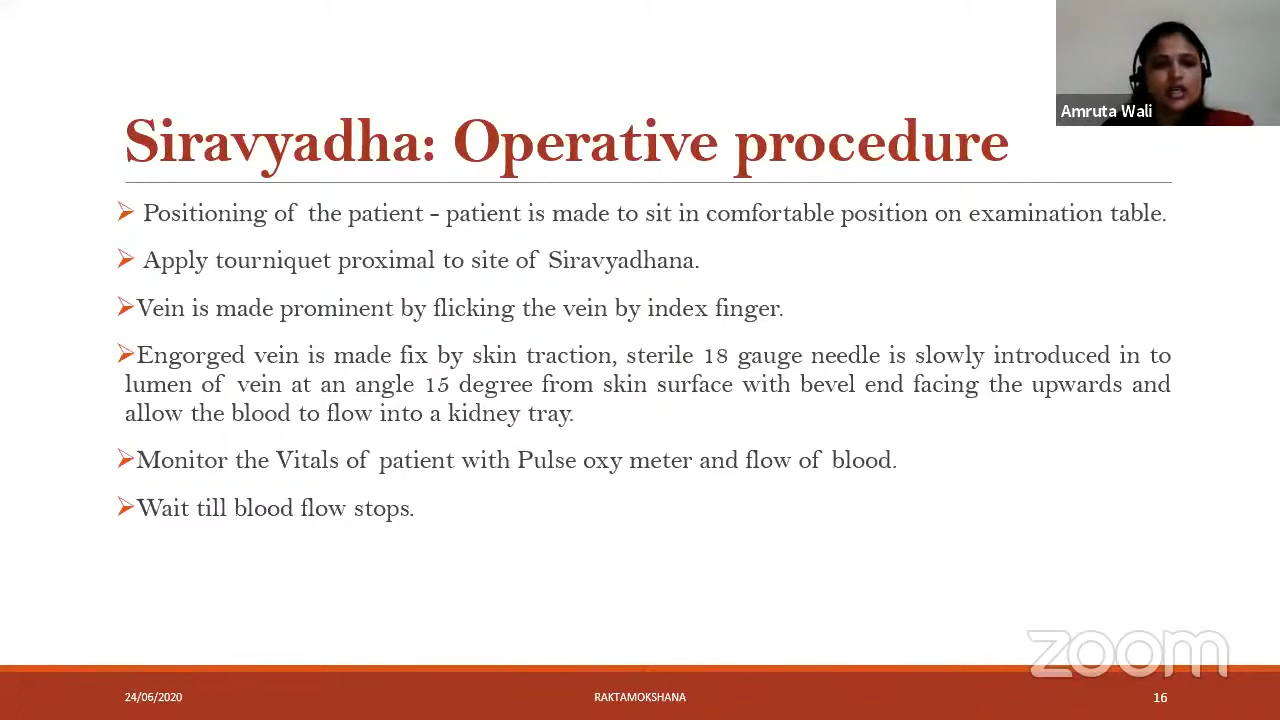 Amruta Wali
Siravyadha: Operative procedure
Positioning of the patient – patient is made to sit in comfortable position on examination table.
Apply tourniquet proximal to site of Siravyadhana.
Vein is made prominent by flicking the vein by index finger.
Engorged vein is made fix by skin traction, sterile 18 gauge needle is slowly introduced in to
lumen of vein at an angle 15 degree from skin surface with bevel end facing the upwards and
allow the blood to flow into a kidney tray.
Monitor the Vitals of patient with Pulse oxy meter and flow of blood.
Wait till blood flow stops.
zoom
24/06/2020
RAKTAMOKSHANA
16